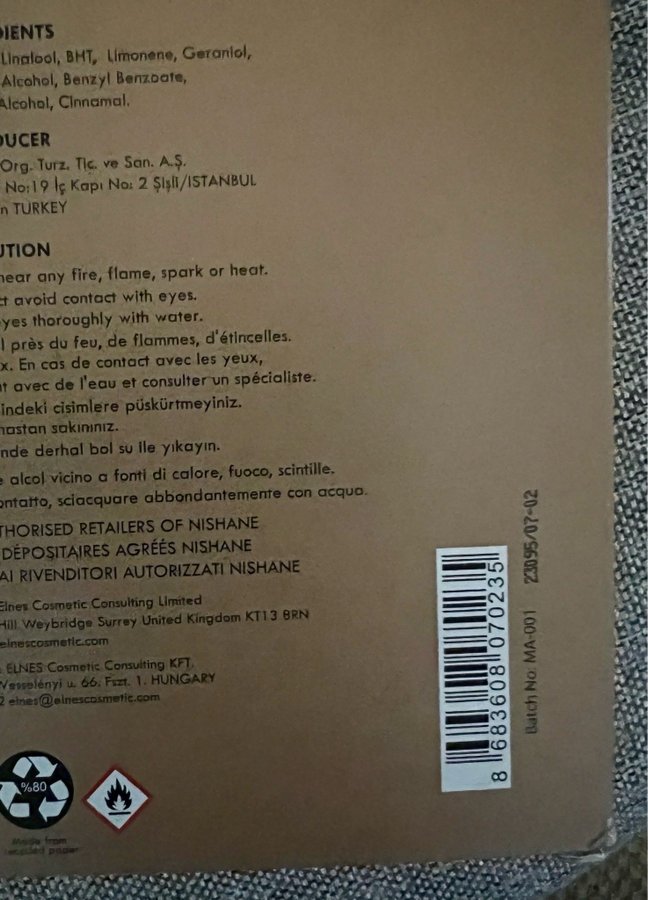 DIENTS
Linalool, BHT, Limonene, Geraniol,
Alcohol, Benzyl Benzoate,
Alcohol, Cinnamal.
DUCER
Org. Turz. Tic. ve San. A.Ş.
No:19 İç Kapı No: 2 Şişli/ISTANBUL
n TURKEY
UTION
near any fire, flame, spark or heat.
ct avoid contact with eyes.
yes thoroughly with water.
l près du feu, de flammes, d'étincelles.
x. En cas de contact avec les yeux,
t avec de l'eau et consulter un spécialiste.
indeki cisimlere püskürtmeyiniz.
mastan sakınınız.
nde derhal bol su ile yıkayın.
e alcol vicino a fonti di calore, fuoco, scintille.
ontatto, sciacquare abbondantemente con acqua.
THORISED RETAILERS OF NISHANE
DÉPOSITAIRES AGRÉÉS NISHANE
AI RIVENDITORI AUTORIZZATI NISHANE
Elnes Cosmetic Consulting Limited
Hill Weybridge Surrey United Kingdom KT13 8RN
elnescosmetic.com
ELNES Cosmetic Consulting KFT.
Vesselényi u. 66. Fszt. 1. HUNGARY
2 elnes@elnescosmetic.com
8 683608 070235
Batch No: MA-001 23095/07-02
%80
Made from
recycled paper